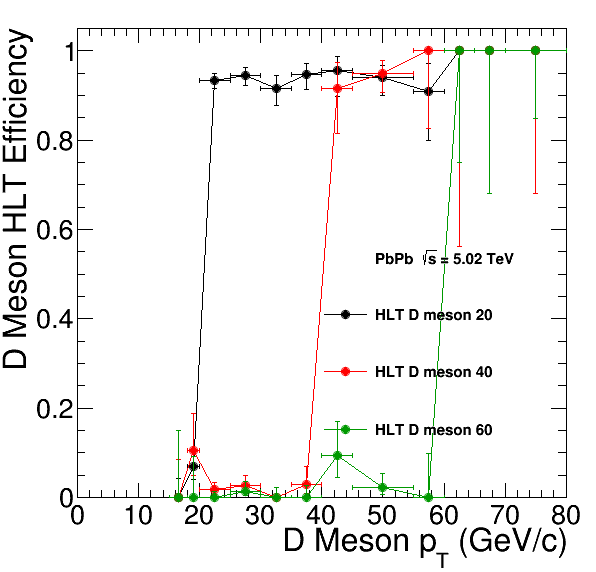 D Meson HLT Efficiency
1
0.8
0.6
0.4
0.2
0
PbPb √s = 5.02 TeV
HLT D meson 20
HLT D meson 40
HLT D meson 60
0 10 20 30 40 50 60 70 80
D Meson p_T (GeV/c)